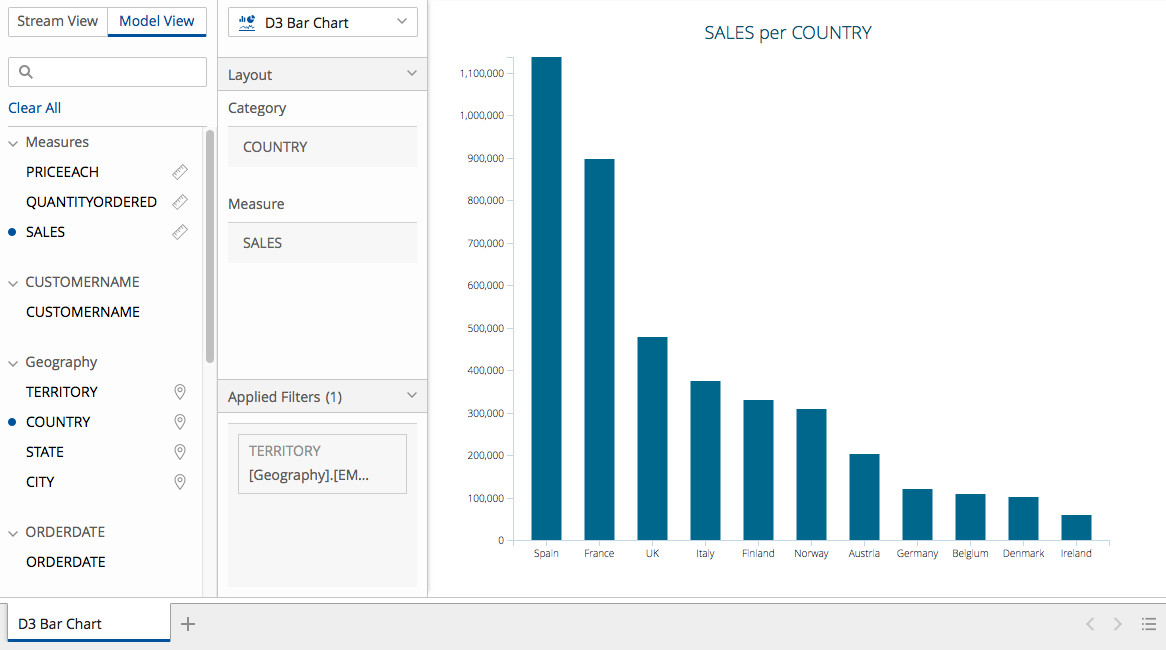 Stream View
Model View
Clear All
Measures
PRICEEACH
QUANTITYORDERED
SALES
CUSTOMERNAME
CUSTOMERNAME
Geography
TERRITORY
COUNTRY
STATE
CITY
ORDERDATE
ORDERDATE
D3 Bar Chart
Layout
Category
COUNTRY
Measure
SALES
Applied Filters (1)
TERRITORY
[Geography].[EM...
SALES per COUNTRY
1,100,000
1,000,000
900,000
800,000
700,000
600,000
500,000
400,000
300,000
200,000
100,000
0
Spain France UK Italy Finland Norway Austria Germany Belgium Denmark Ireland
D3 Bar Chart